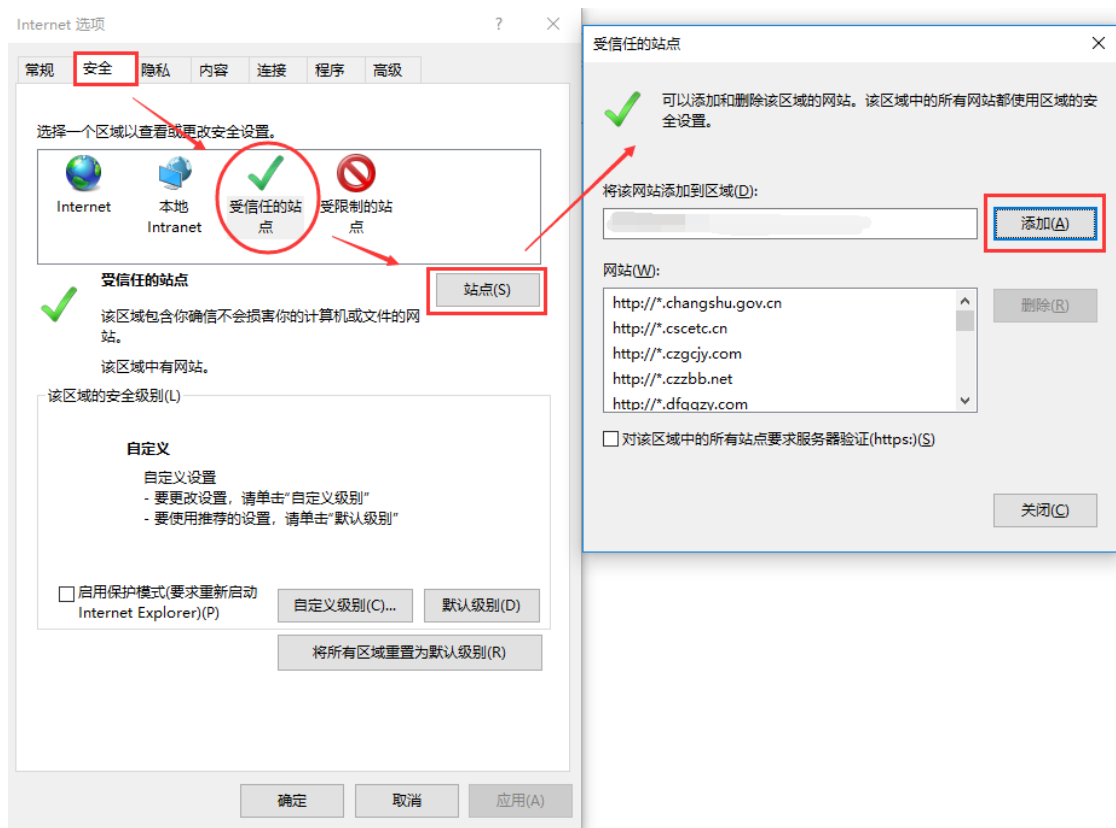 Internet 选项
?
常规 安全 隐私 内容 连接 程序 高级
选择一个区域以查看或更改安全设置。
Internet
本地
Intranet
受信任的站
点
受限制的站
点
受信任的站点
站点(S)
该区域包含你确信不会损害你的计算机或文件的网
站。
该区域中有网站。
该区域的安全级别(L)
自定义
自定义设置
- 要更改设置，请单击“自定义级别”
- 要使用推荐的设置，请单击“默认级别”
启用保护模式(要求重新启动
Internet Explorer)(P)
自定义级别(C)...
默认级别(D)
将所有区域重置为默认级别(R)
确定
取消
应用(A)
受信任的站点
可以添加和删除该区域的网站。该区域中的所有网站都使用区域的安
全设置。
将该网站添加到区域(D):
添加(A)
网站(W):
http://*.changshu.gov.cn
http://*.cscetc.cn
http://*.czgcjy.com
http://*.czzbb.net
http://*.dfggzy.com
删除(R)
对该区域中的所有站点要求服务器验证(https:)(S)
关闭(C)